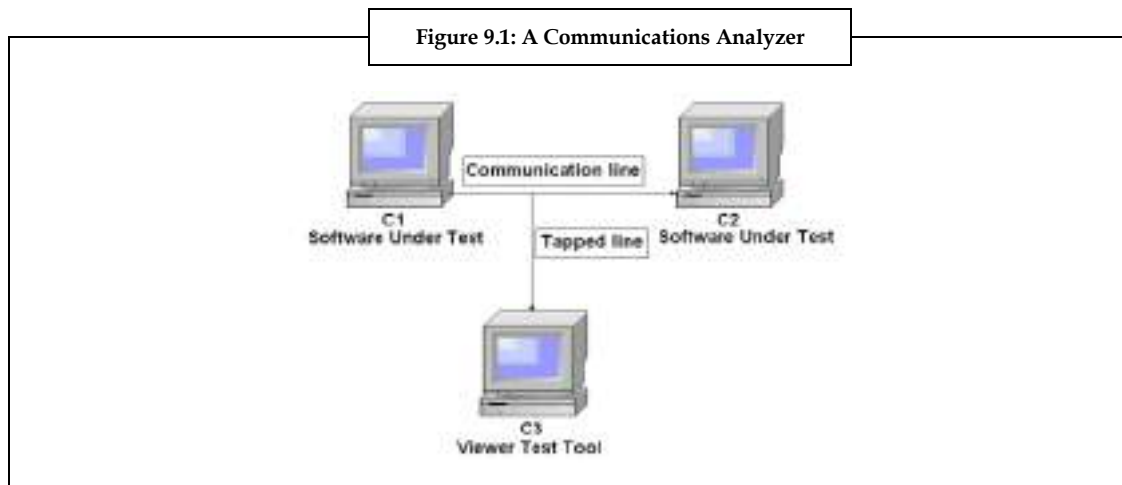 Figure 9.1: A Communications Analyzer
Communication line
C1
Software Under Test
C2
Software Under Test
Tapped line
C3
Viewer Test Tool